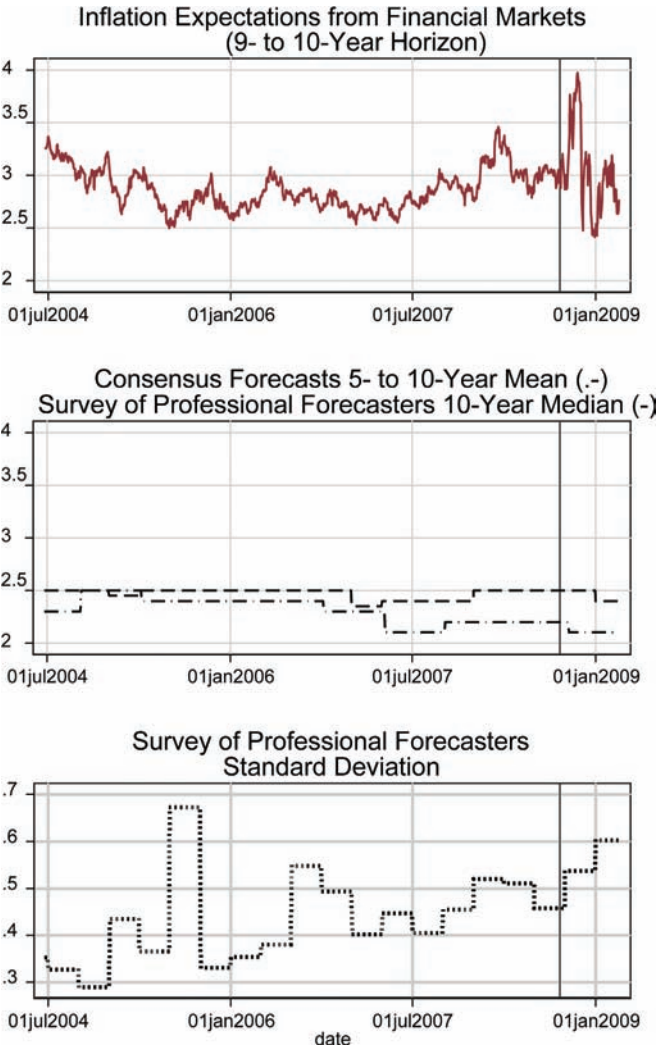 Inflation Expectations from Financial Markets
(9- to 10-Year Horizon)
4
3.5
3
2.5
2
01jul2004 01jan2006 01jul2007 01jan2009
Consensus Forecasts 5- to 10-Year Mean (.-)
Survey of Professional Forecasters 10-Year Median (-)
4
3.5
3
2.5
2
01jul2004 01jan2006 01jul2007 01jan2009
Survey of Professional Forecasters
Standard Deviation
.7
.6
.5
.4
.3
01jul2004 01jan2006 01jul2007 01jan2009
date